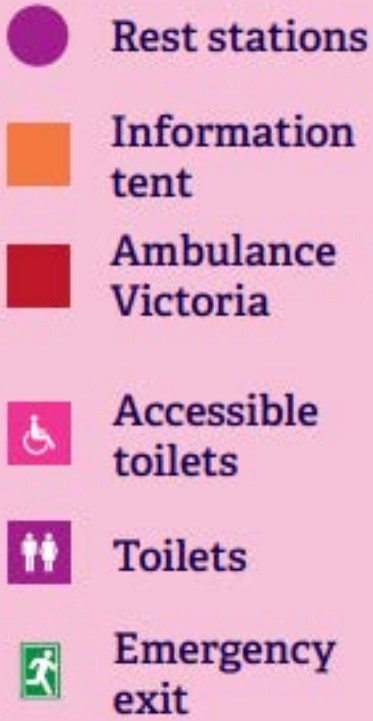 Rest stations
Information
tent
Ambulance
Victoria
Accessible
toilets
Toilets
Emergency
exit